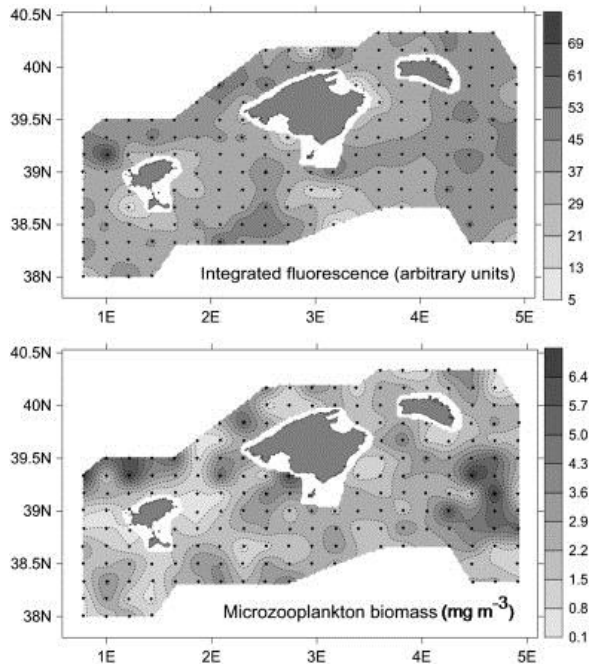 40.5N
40N
39.5N
39N
38.5N
38N
69
61
53
45
37
29
21
13
5
Integrated fluorescence (arbitrary units)
1E 2E 3E 4E 5E
40.5N
40N
39.5N
39N
38.5N
38N
6.4
5.7
5.0
4.3
3.6
2.9
2.2
1.5
0.8
0.1
Microzooplankton biomass (mg m⁻³)
1E 2E 3E 4E 5E